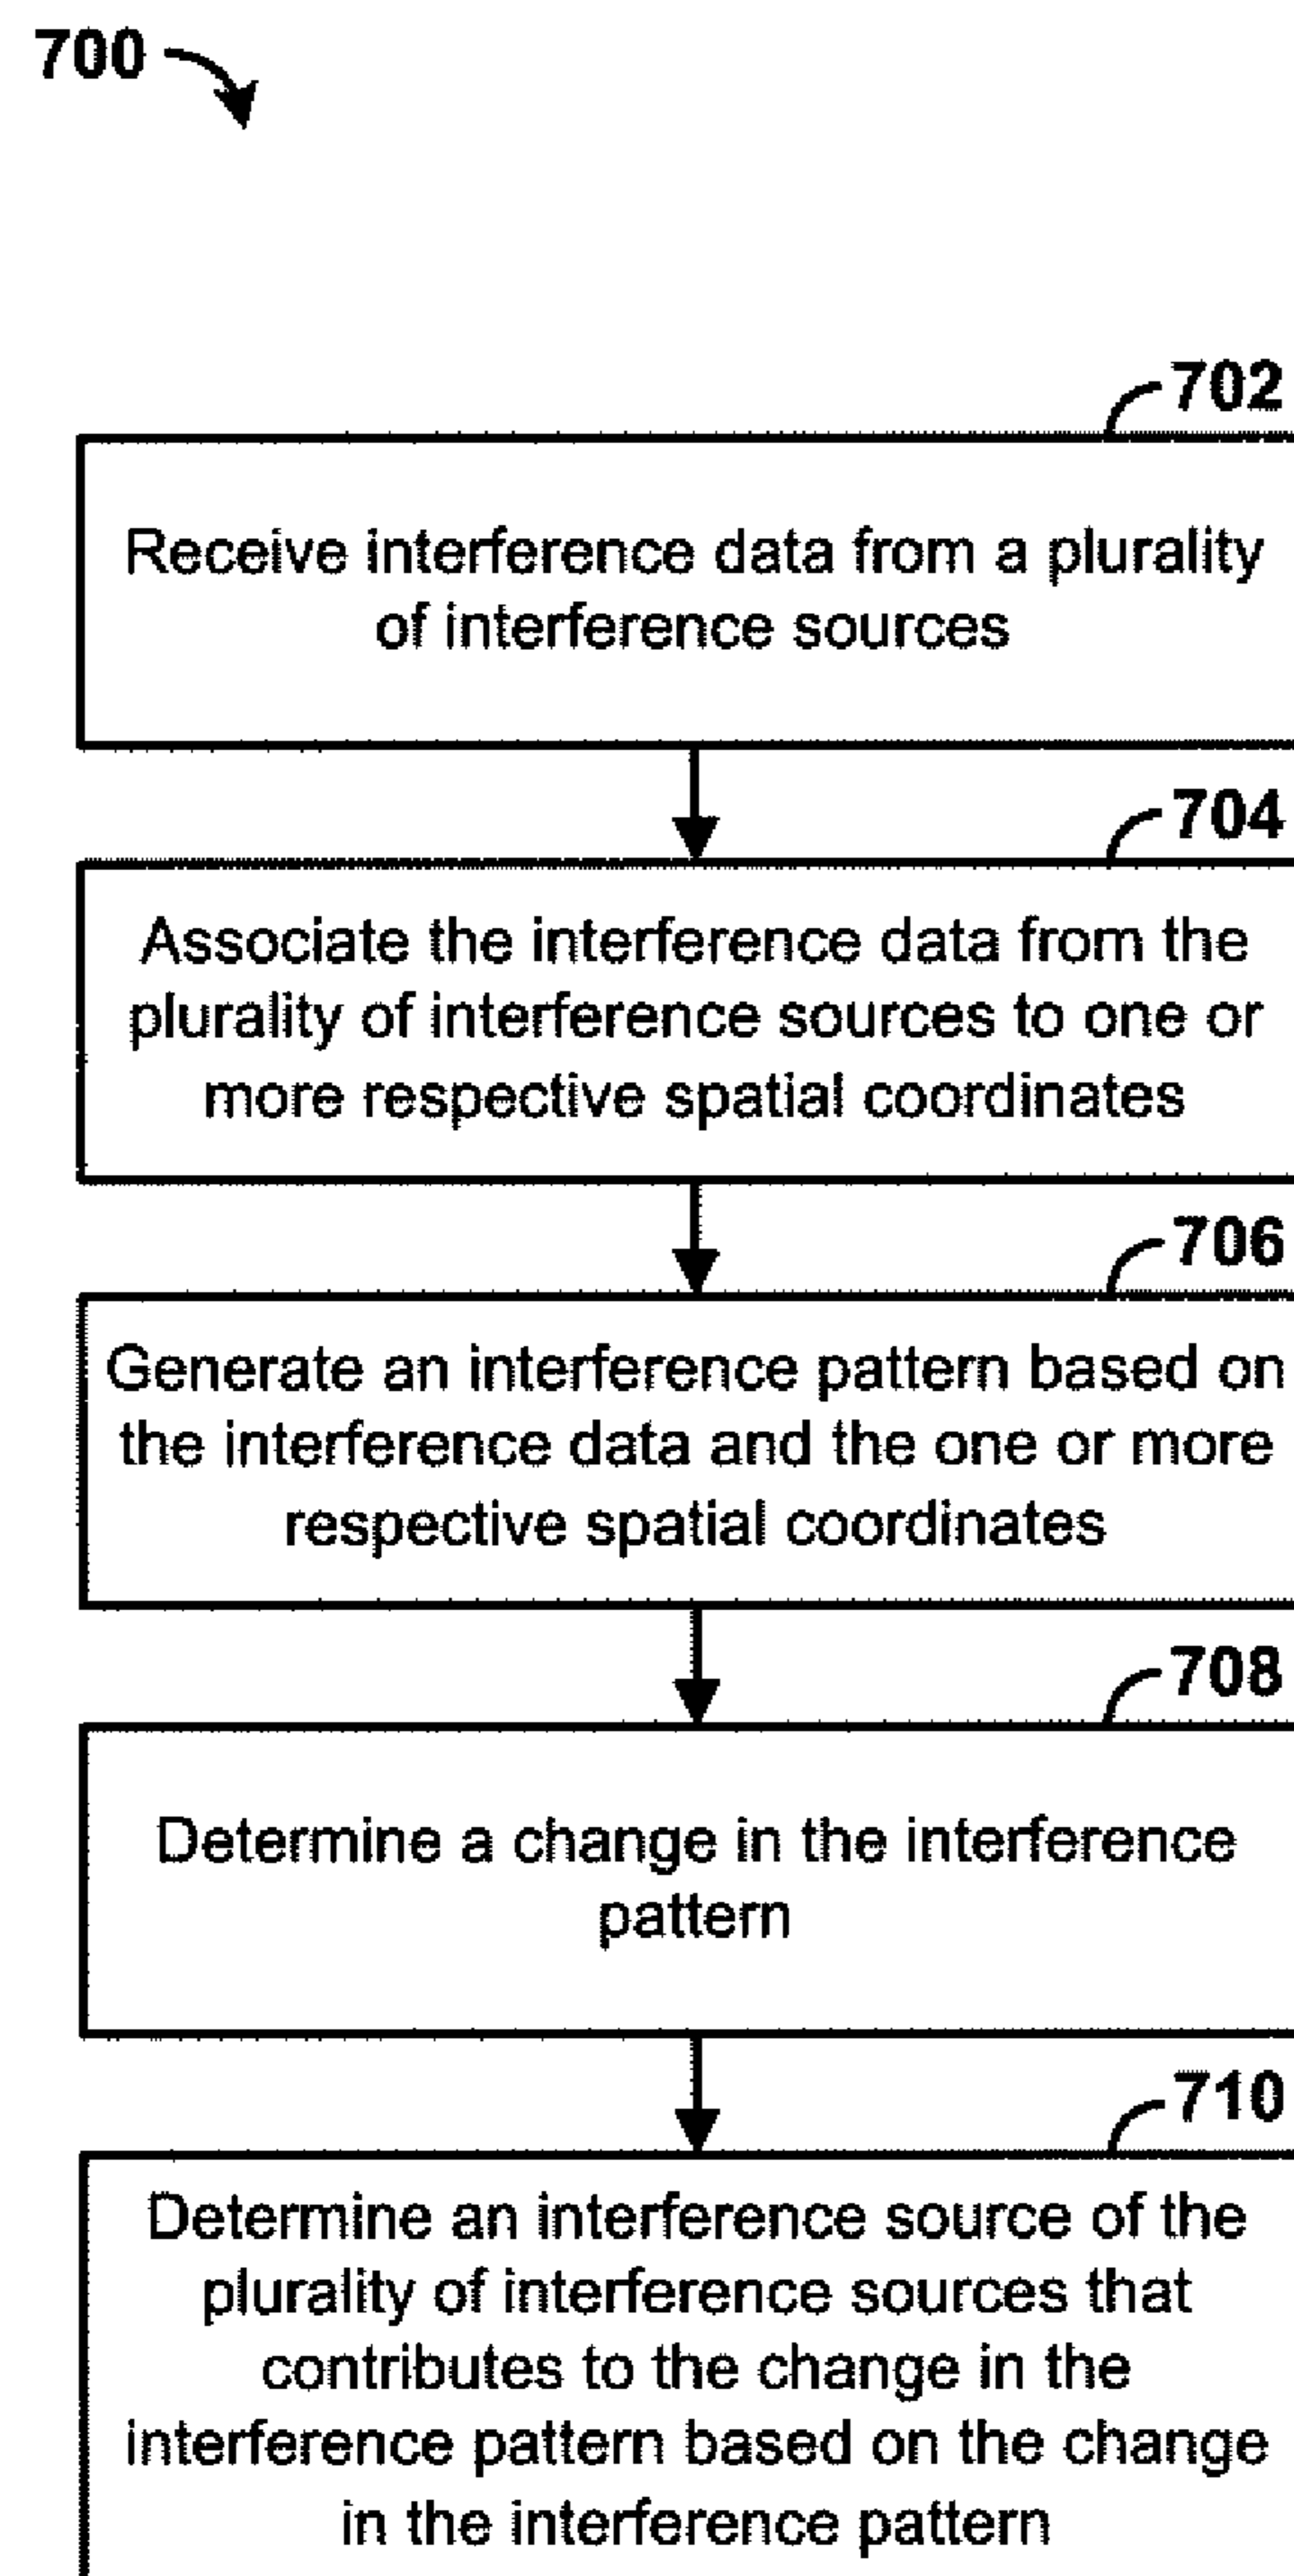 700
702
Receive interference data from a plurality
of interference sources
704
Associate the interference data from the
plurality of interference sources to one or
more respective spatial coordinates
706
Generate an interference pattern based on
the interference data and the one or more
respective spatial coordinates
708
Determine a change in the interference
pattern
710
Determine an interference source of the
plurality of interference sources that
contributes to the change in the
interference pattern based on the change
in the interference pattern